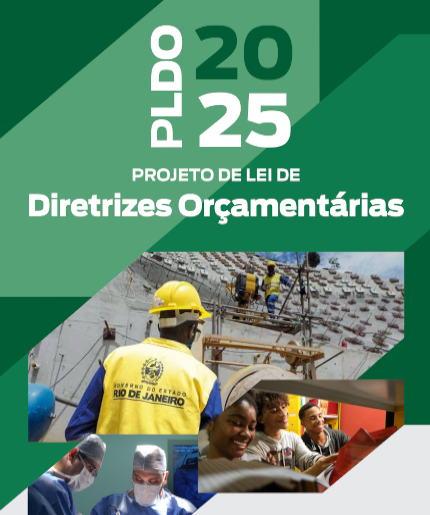 PLDO
20
25
PROJETO DE LEI DE
Diretrizes Orçamentárias
GOVERNO DO ESTADO
RIO DE JANEIRO